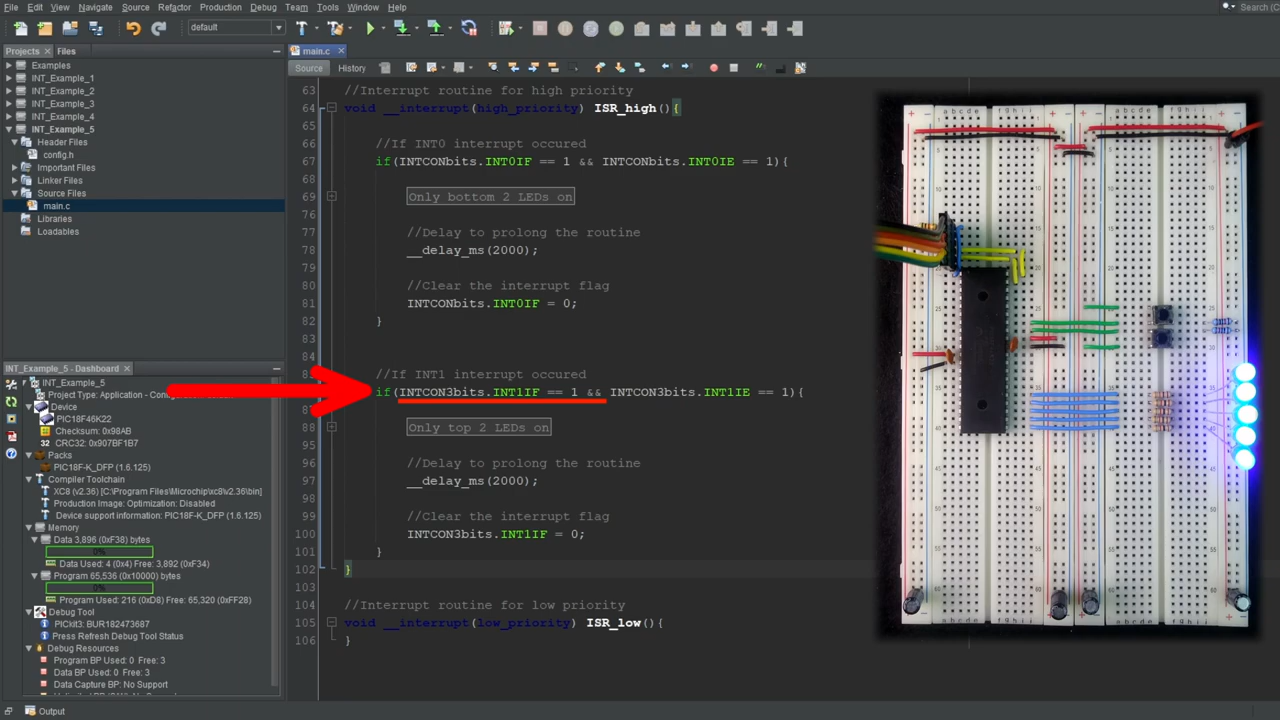 File Edit View Navigate Source Refactor Production Debug Team Tools Window Help
Search (C
default
Projects Files
Examples
INT_Example_1
INT_Example_2
INT_Example_3
INT_Example_4
INT_Example_5
Header Files
config.h
Important Files
Linker Files
Source Files
main.c
Libraries
Loadables
INT_Example_5 - Dashboard
INT_Example_5
Project Type: Application - Con
Device
PIC18F46K22
Checksum: 0x98AB
CRC32: 0x907BF1B7
Packs
PIC18F-K_DFP (1.6.125)
Compiler Toolchain
XC8 (v2.36) [C:\Program Files\Microchip\xc8\v2.36\bin]
Production Image: Optimization: Disabled
Device support information: PIC18F-K_DFP (1.6.125)
Memory
Data 3,896 (0xF38) bytes
0%
Data Used: 4 (0x4) Free: 3,892 (0xF34)
Program 65,536 (0x10000) bytes
0%
Program Used: 216 (0xD8) Free: 65,320 (0xFF28)
Debug Tool
PICkit3: BUR182473687
Press Refresh Debug Tool Status
Debug Resources
Program BP Used: 0 Free: 3
Data BP Used: 0 Free: 3
Data Capture BP: No Support
Output
main.c
Source History
63 //Interrupt routine for high priority
64 void __interrupt(high_priority) ISR_high(){
65
66 //If INT0 interrupt occured
67 if(INTCONbits.INT0IF == 1 && INTCONbits.INT0IE == 1){
68
69 Only bottom 2 LEDs on
76
77 //Delay to prolong the routine
78 __delay_ms(2000);
79
80 //Clear the interrupt flag
81 INTCONbits.INT0IF = 0;
82 }
83
84
//If INT1 interrupt occured
if(INTCON3bits.INT1IF == 1 && INTCON3bits.INT1IE == 1){
88 Only top 2 LEDs on
95
96 //Delay to prolong the routine
97 __delay_ms(2000);
98
99 //Clear the interrupt flag
100 INTCON3bits.INT1IF = 0;
101 }
102 }
103
104 //Interrupt routine for low priority
105 void __interrupt(low_priority) ISR_low(){
106 }
a b c d e
f g h i j